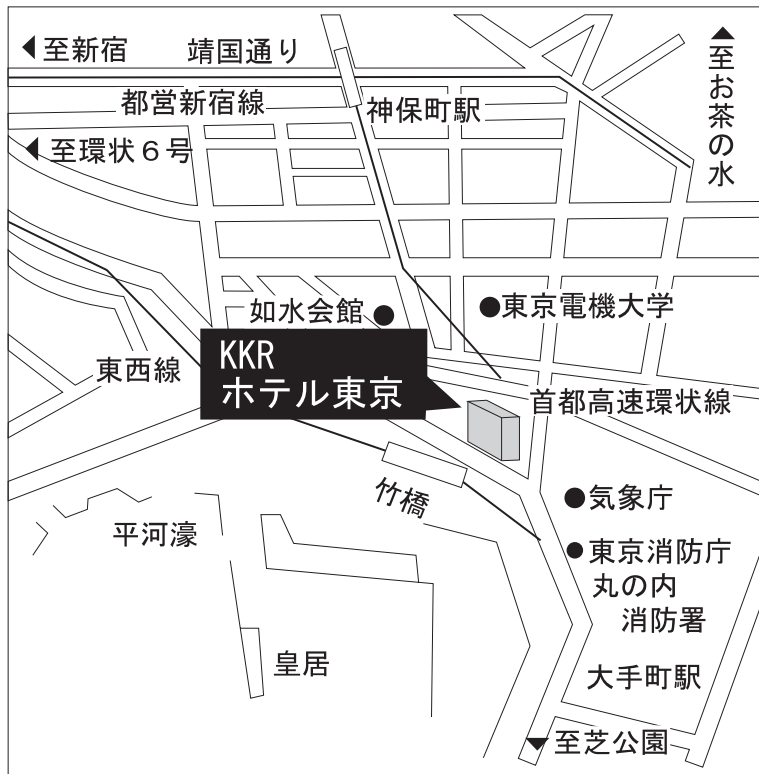 至新宿
靖国通り
至お茶の水
都営新宿線
神保町駅
至環状６号
如水会館
東京電機大学
東西線
KKR
ホテル東京
首都高速環状線
竹橋
気象庁
平河濠
東京消防庁
丸の内
消防署
皇居
大手町駅
至芝公園